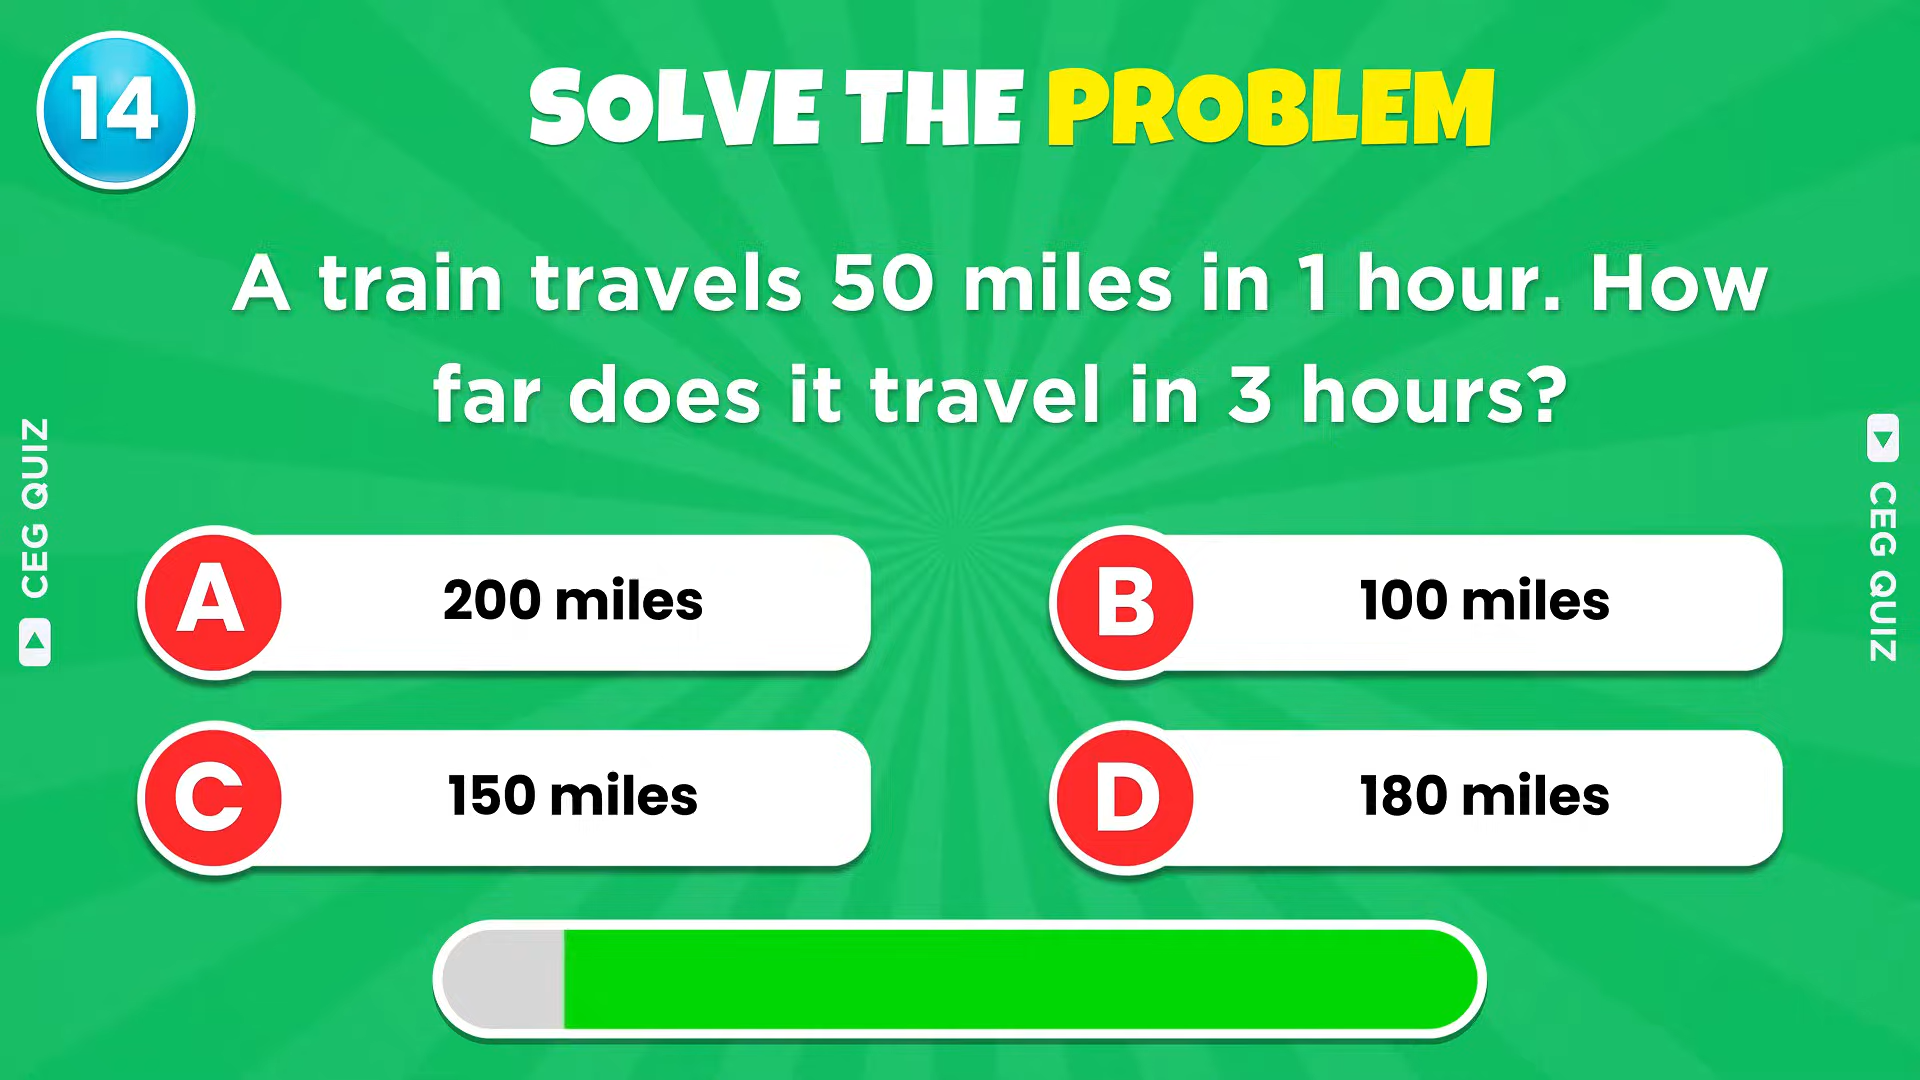 14
SOLVE THE PROBLEM
A train travels 50 miles in 1 hour. How
far does it travel in 3 hours?
CEG QUIZ
CEG QUIZ
A
200 miles
B
100 miles
C
150 miles
D
180 miles